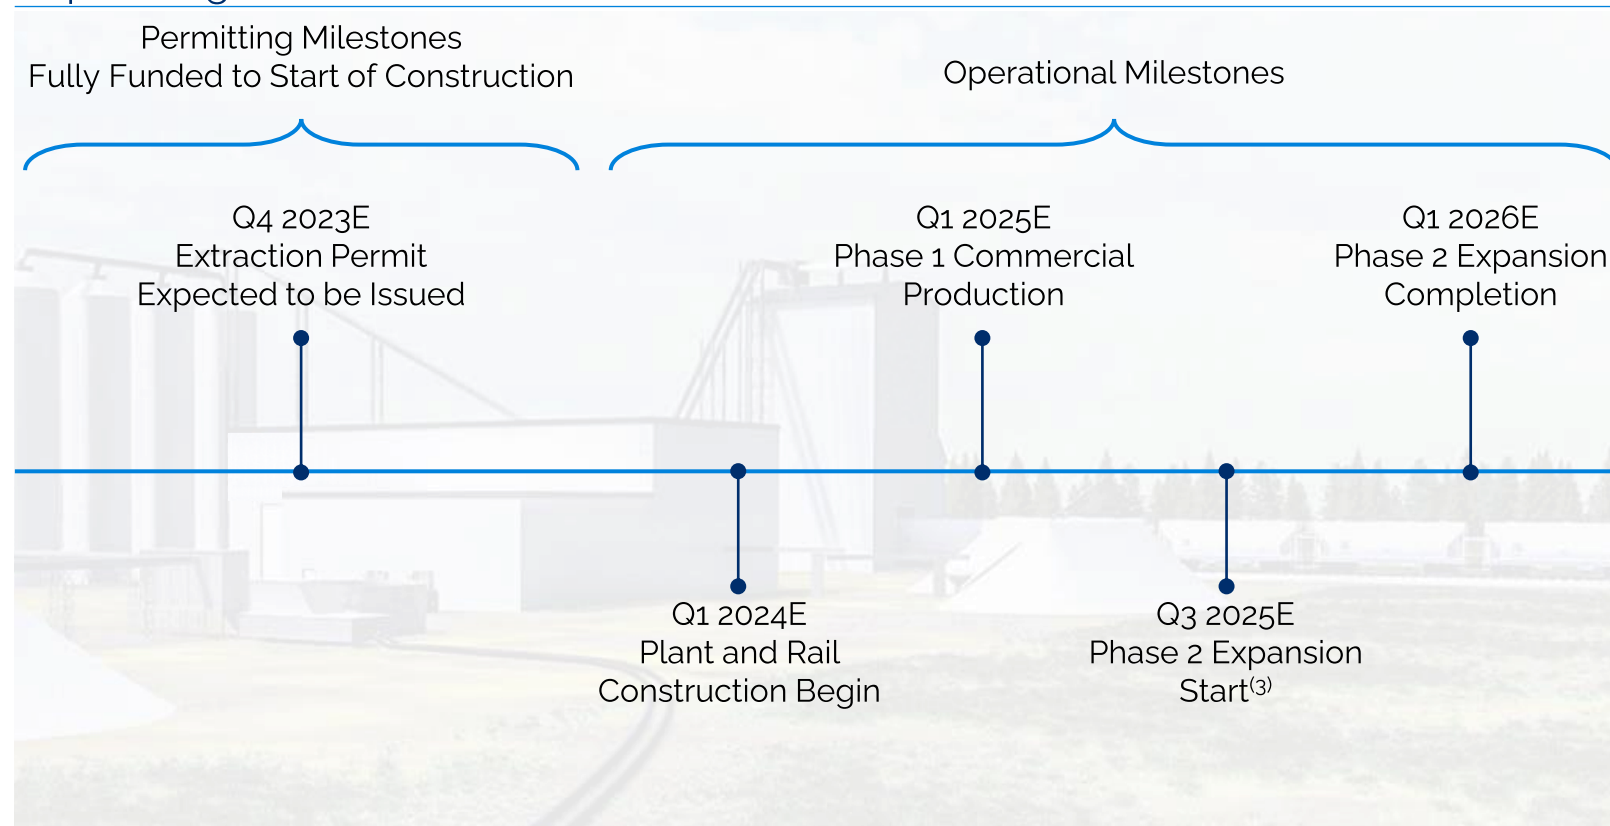 Permitting Milestones
Fully Funded to Start of Construction
Operational Milestones
Q4 2023E
Extraction Permit
Expected to be Issued
Q1 2025E
Phase 1 Commercial
Production
Q1 2026E
Phase 2 Expansion
Completion
Q1 2024E
Plant and Rail
Construction Begin
Q3 2025E
Phase 2 Expansion
Start(3)